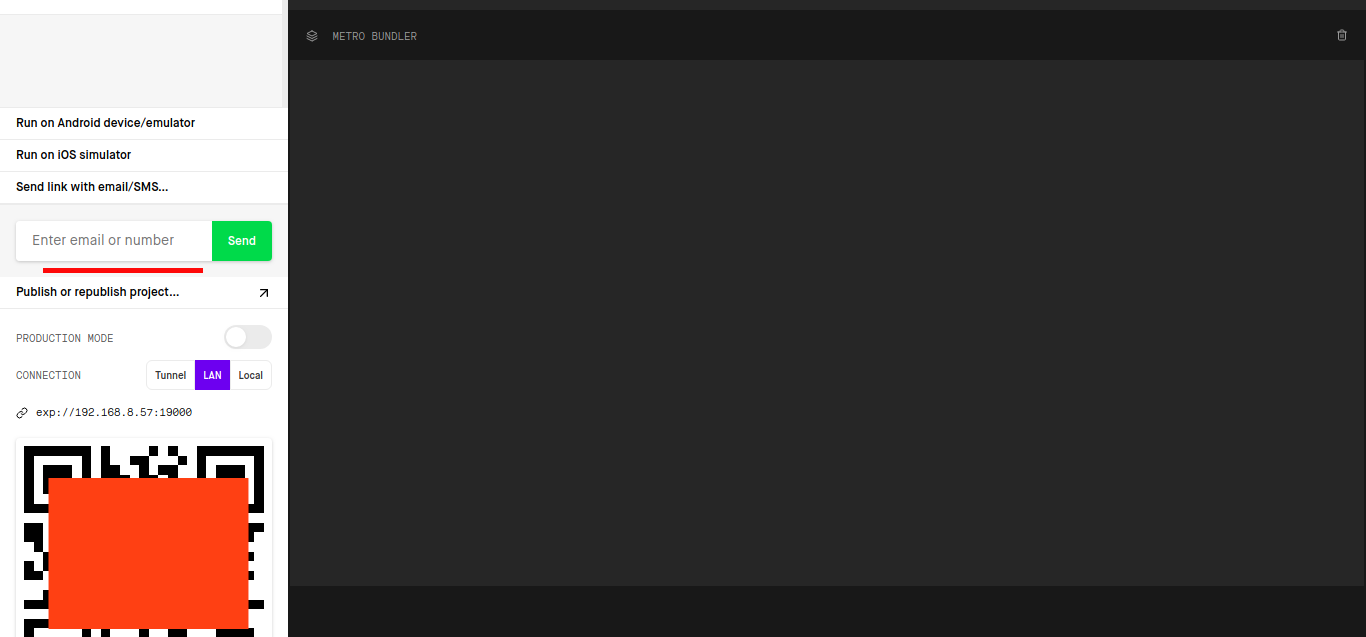 METRO BUNDLER
Run on Android device/emulator
Run on iOS simulator
Send link with email/SMS...
Enter email or number
Send
Publish or republish project...
PRODUCTION MODE
CONNECTION
Tunnel
LAN
Local
exp://192.168.8.57:19000